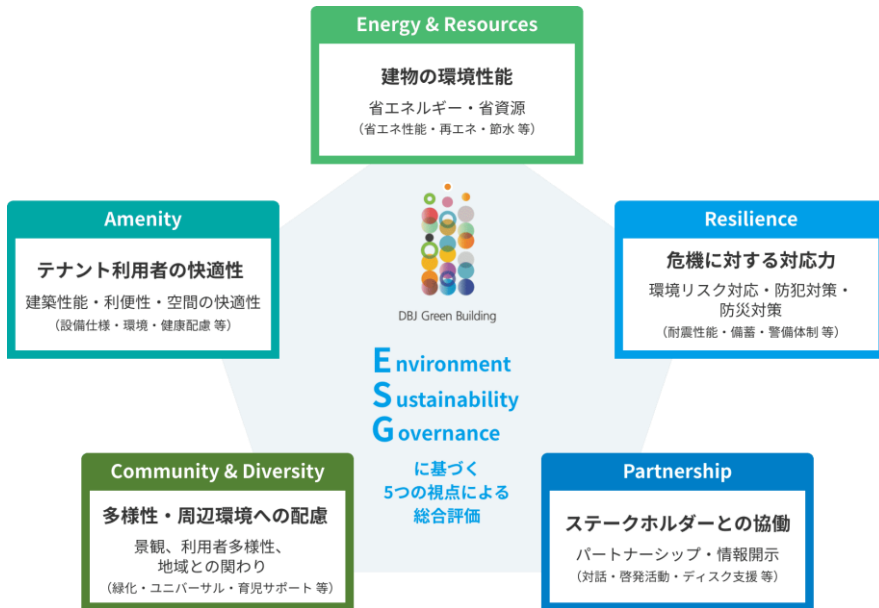 Energy & Resources
建物の環境性能
省エネルギー・省資源
（省エネ性能・再エネ・節水 等）
Amenity
テナント利用者の快適性
建築性能・利便性・空間の快適性
（設備仕様・環境・健康配慮 等）
DBJ Green Building
Resilience
危機に対する対応力
環境リスク対応・防犯対策・
防災対策
（耐震性能・備蓄・警備体制 等）
Environment
Sustainability
Governance
に基づく
5つの視点による
総合評価
Community & Diversity
多様性・周辺環境への配慮
景観、利用者多様性、
地域との関わり
（緑化・ユニバーサル・育児サポート 等）
Partnership
ステークホルダーとの協働
パートナーシップ・情報開示
（対話・啓発活動・ディスク支援 等）